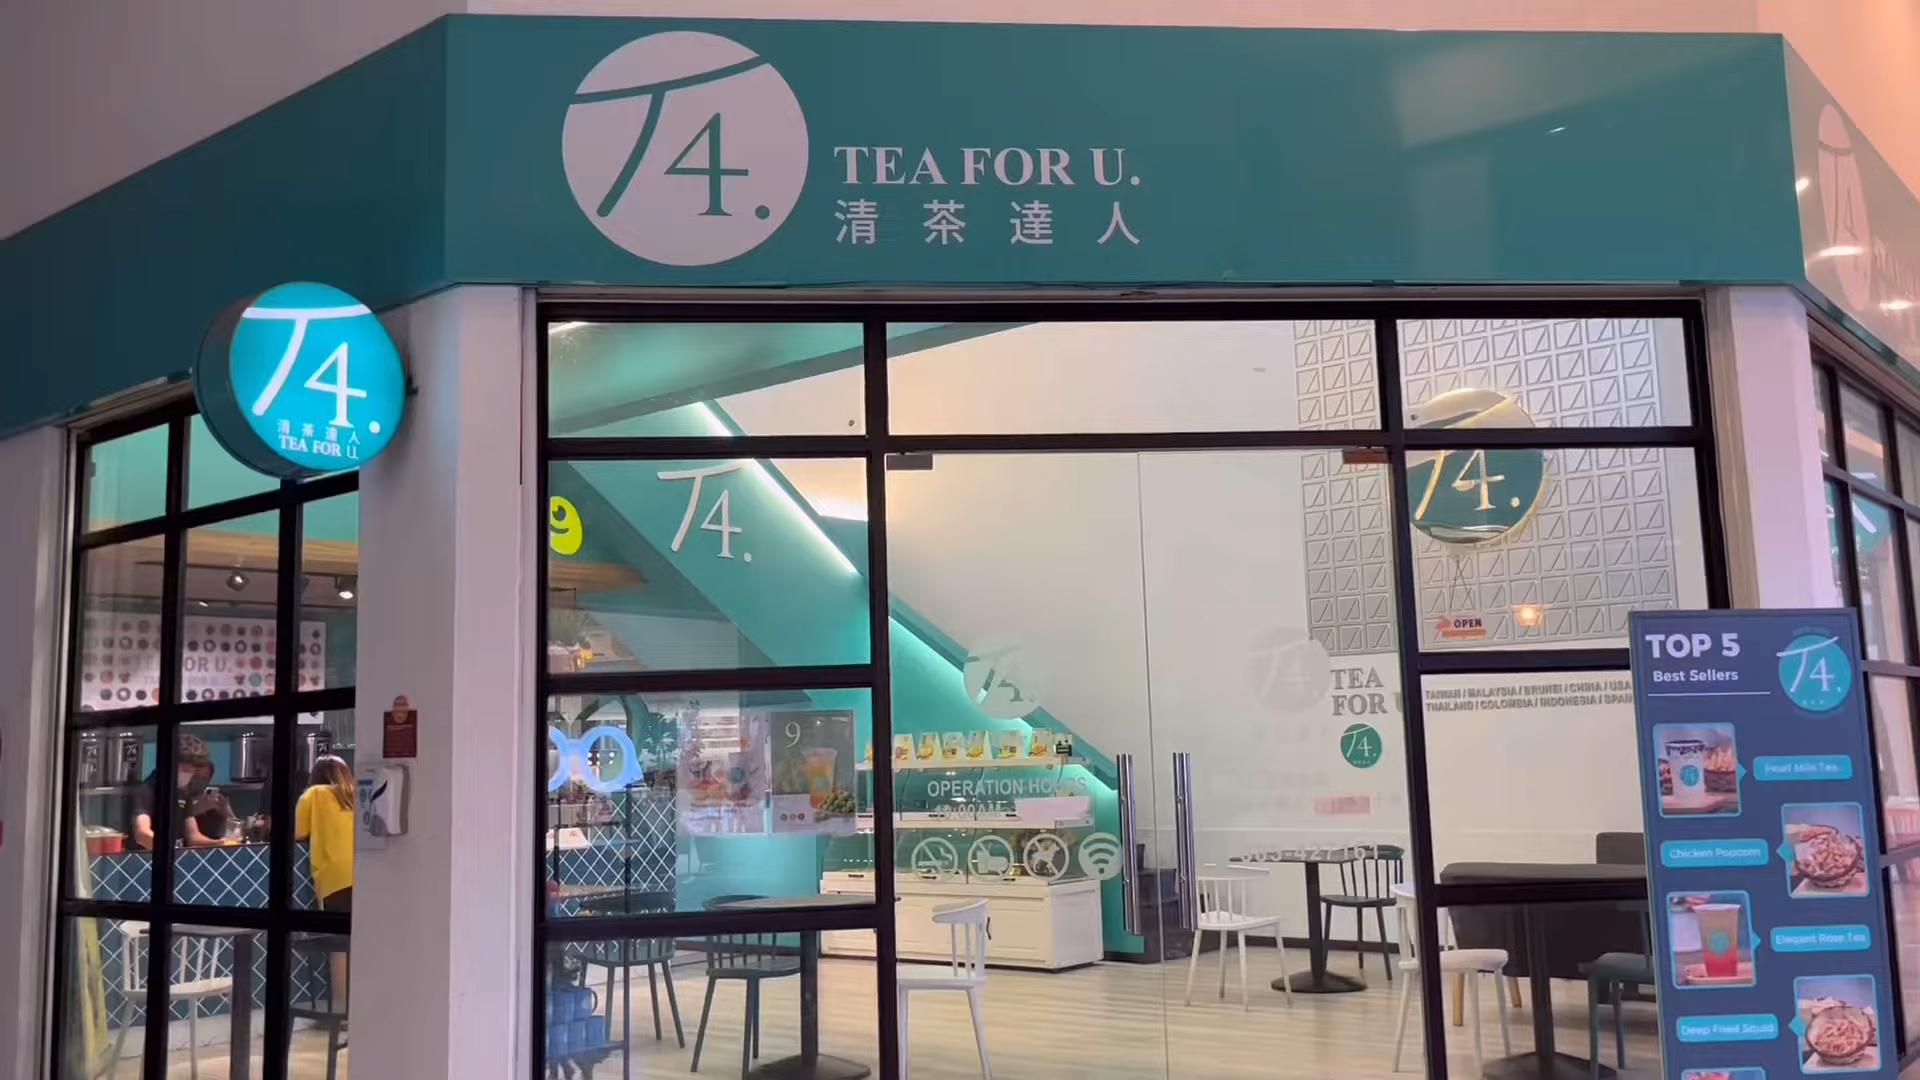 T4.
TEA FOR U.
清茶達人
T4.
清茶達人
TEA FOR U.
T4.
T4.
OPEN
TEA
FOR U
TAIWAN / MALAYSIA / BRUNEI / CHINA / USA
THAILAND / COLOMBIA / INDONESIA / SPAIN
T4.
OPERATION HOURS
9
TOP 5
Best Sellers
T4.
Pearl Milk Tea
Chicken Popcorn
Elegant Rose Tea
Deep Fried Squid